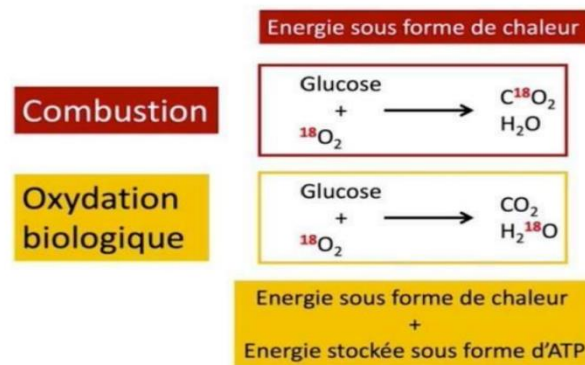 Energie sous forme de chaleur
Combustion
Glucose
+
¹⁸O₂
C¹⁸O₂
H₂O
Oxydation
biologique
Glucose
+
¹⁸O₂
CO₂
H₂¹⁸O
Energie sous forme de chaleur
+
Energie stockée sous forme d'ATP